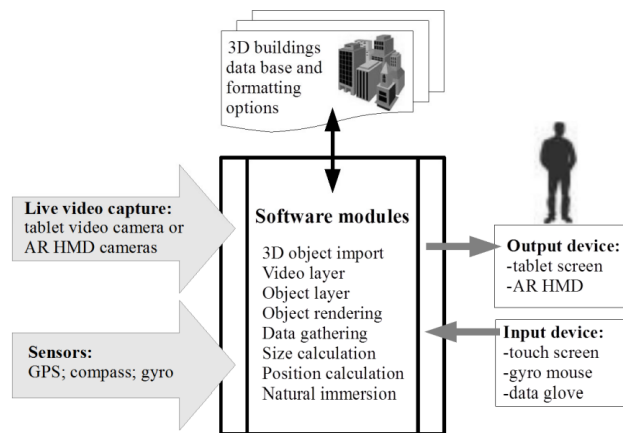 3D buildings
data base and
formatting
options
Live video capture:
tablet video camera or
AR HMD cameras
Sensors:
GPS; compass; gyro
Software modules
3D object import
Video layer
Object layer
Object rendering
Data gathering
Size calculation
Position calculation
Natural immersion
Output device:
-tablet screen
-AR HMD
Input device:
-touch screen
-gyro mouse
-data glove